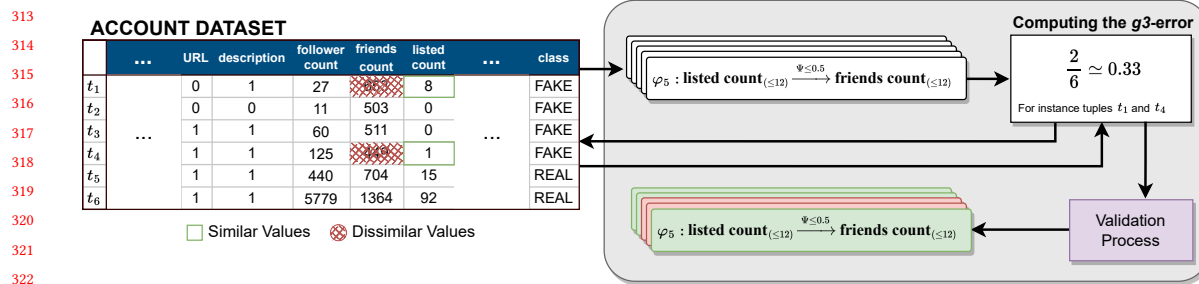 313
314
315
316
317
318
319
320
321
322
ACCOUNT DATASET
... URL description follower count friends count listed count ... class
t1 0 1 27 8 FAKE
t2 0 0 11 503 0 FAKE
t3 ... 1 1 60 511 0 ... FAKE
t4 1 1 125 1 FAKE
t5 1 1 440 704 15 REAL
t6 1 1 5779 1364 92 REAL
Similar Values Dissimilar Values
φ5 : listed count(≤12) Ψ≤0.5 → friends count(≤12)
Computing the g3-error
2/6 ≃ 0.33
For instance tuples t1 and t4
φ5 : listed count(≤12) Ψ≤0.5 → friends count(≤12)
Validation
Process